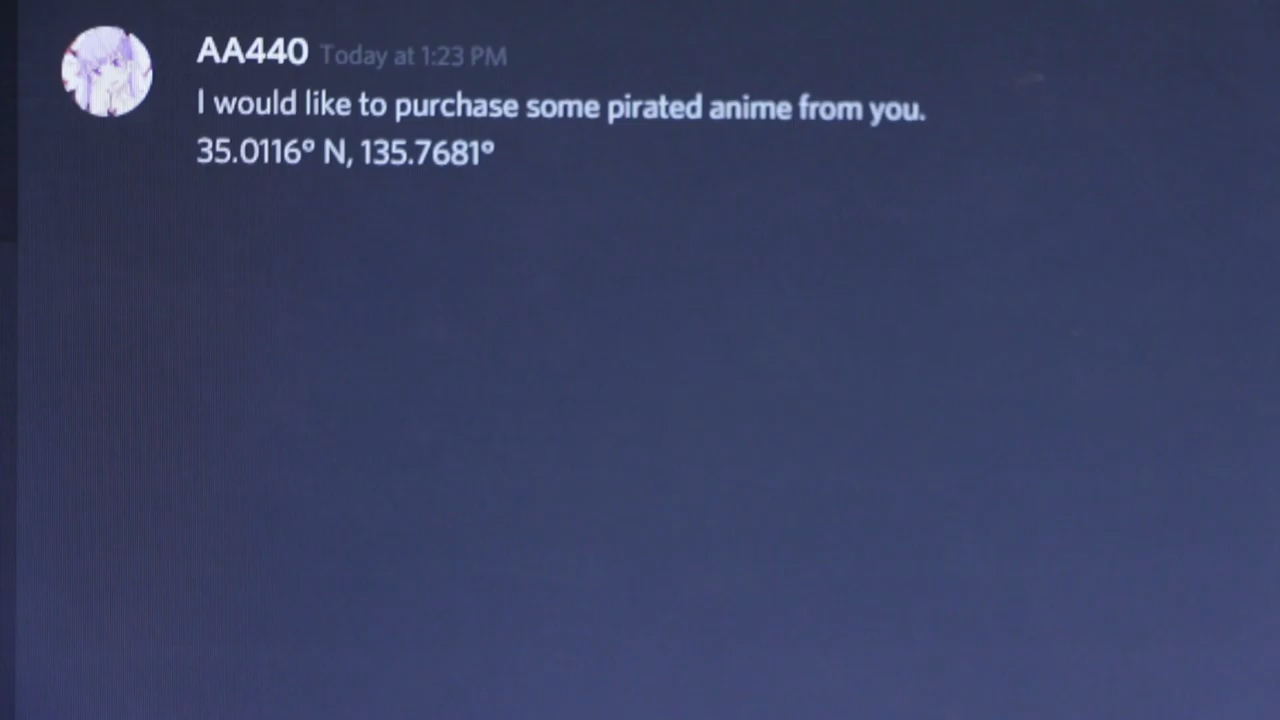 AA440 Today at 1:23 PM
I would like to purchase some pirated anime from you.
35.0116° N, 135.7681°